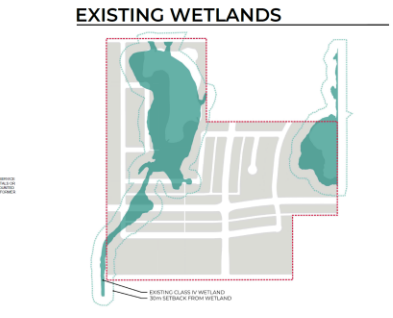 EXISTING WETLANDS
EXISTING CLASS IV WETLAND
30m SETBACK FROM WETLAND